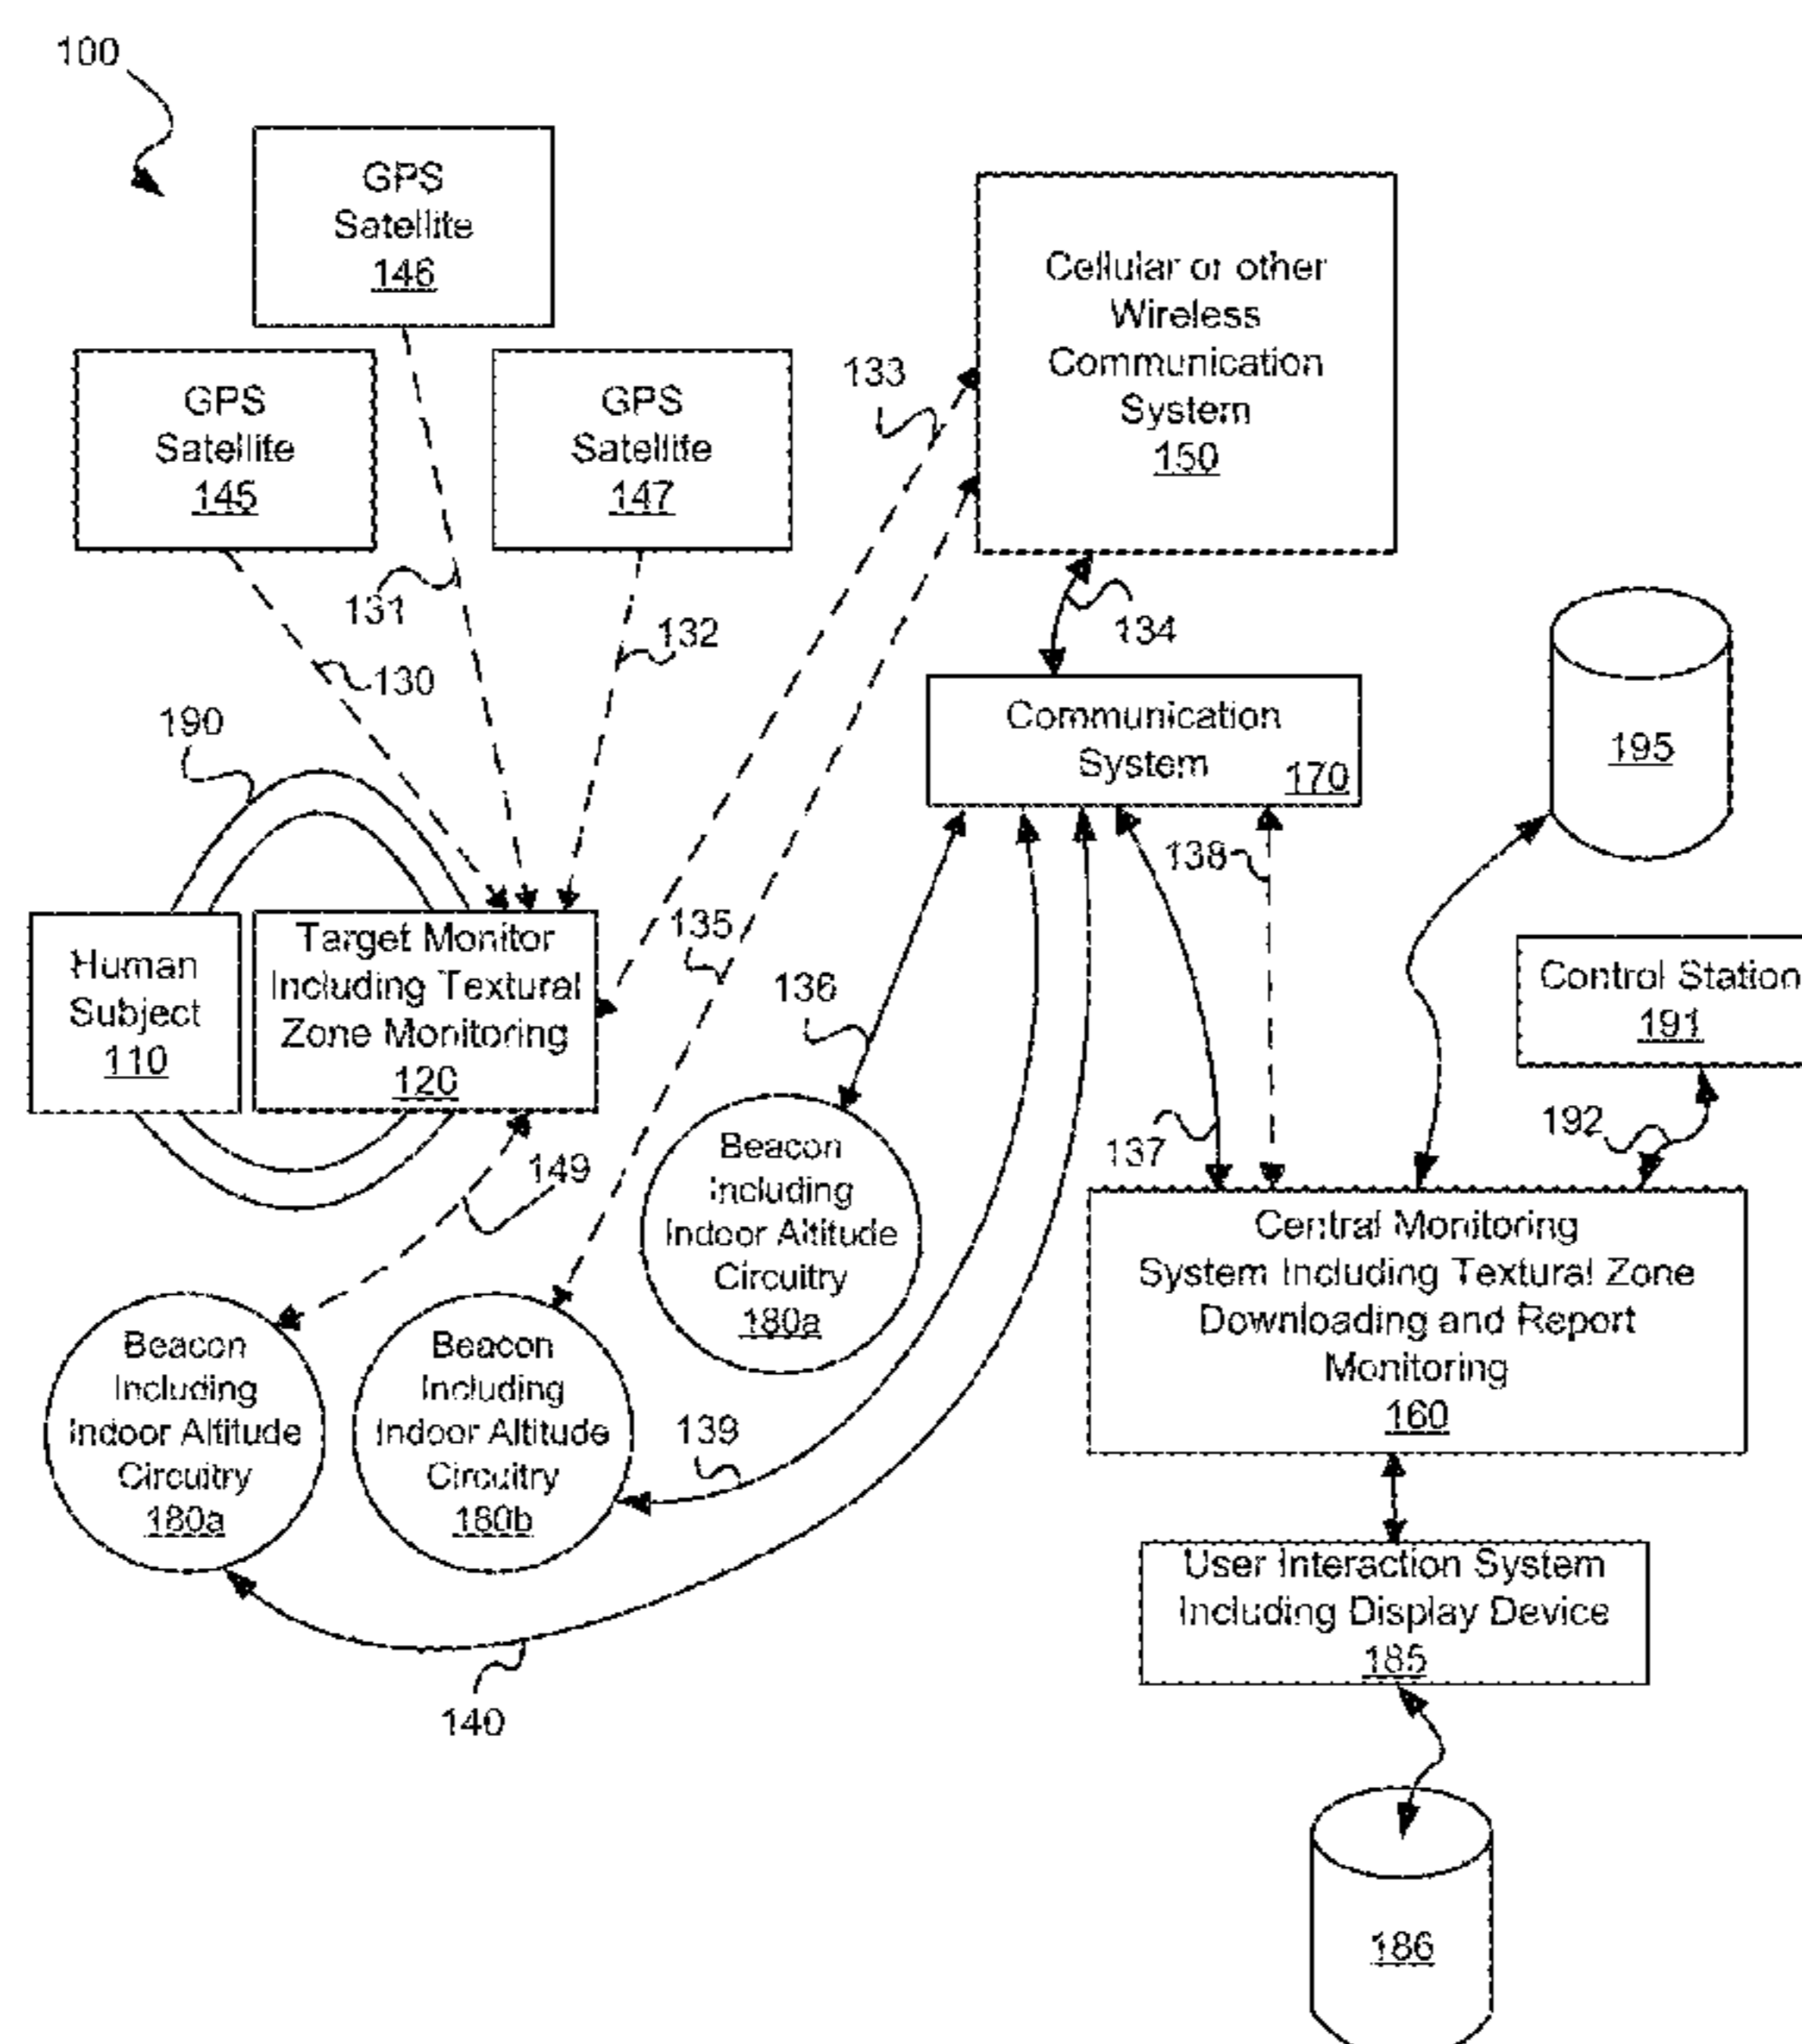 100
GPS
Satellite
146
GPS
Satellite
145
GPS
Satellite
147
Cellular or other
Wireless
Communication
System
150
133
131
132
130
134
190
Communication
System
170
195
138
135
Human
Subject
110
Target Monitor
Including Textural
Zone Monitoring
120
136
Control Station
191
192
137
149
Beacon
Including
Indoor Altitude
Circuitry
180a
Central Monitoring
System Including Textural Zone
Downloading and Report
Monitoring
160
Beacon
Including
Indoor Altitude
Circuitry
180a
Beacon
Including
Indoor Altitude
Circuitry
180b
139
140
User Interaction System
Including Display Device
185
186